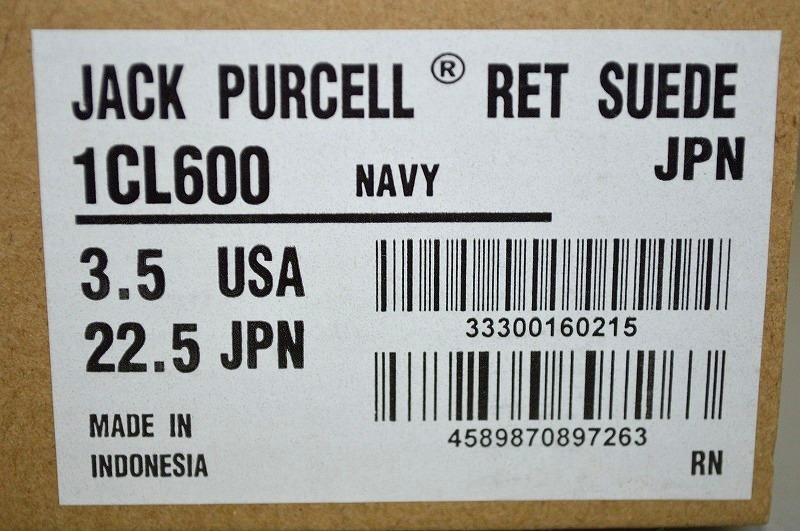 JACK PURCELL® RET SUEDE
1CL600 NAVY JPN
3.5 USA
33300160215
22.5 JPN
4589870897263
MADE IN
INDONESIA
RN